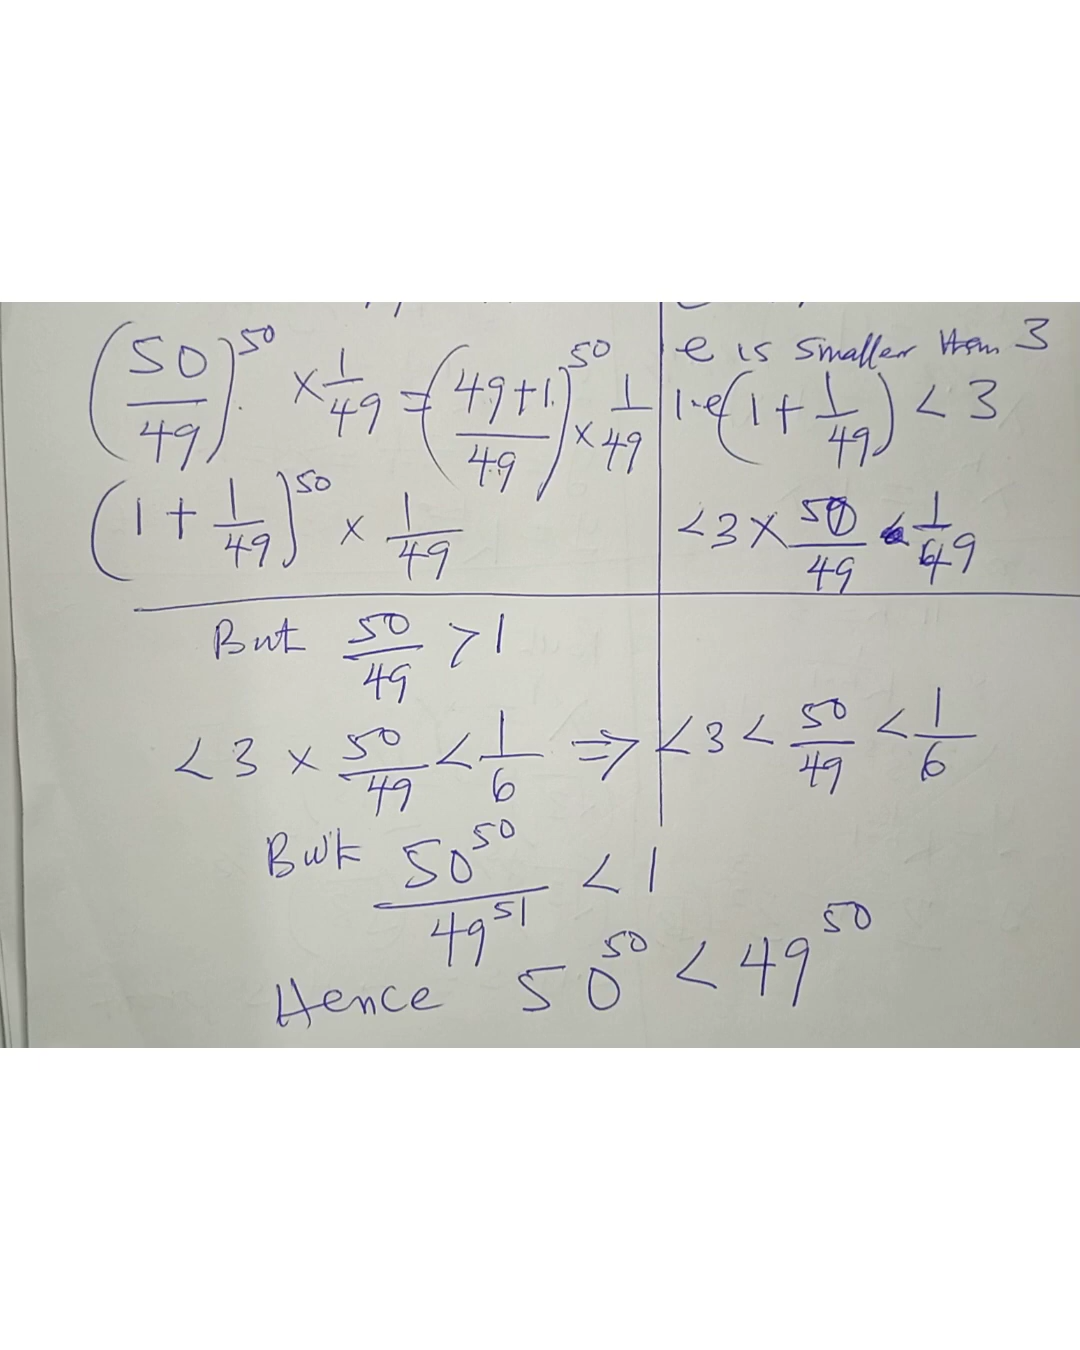 (50/49)^50 × 1/49 = ((49+1)/49)^50 × 1/49
(1 + 1/49)^50 × 1/49
e is smaller than 3
i.e (1 + 1/49) < 3
<3 × 50/49 < 1/49
But 50/49 > 1
<3 × 50/49 < 1/6 ⇒ <3 < 50/49 < 1/6
But 50^50/49^51 < 1
Hence 50^50 < 49^50